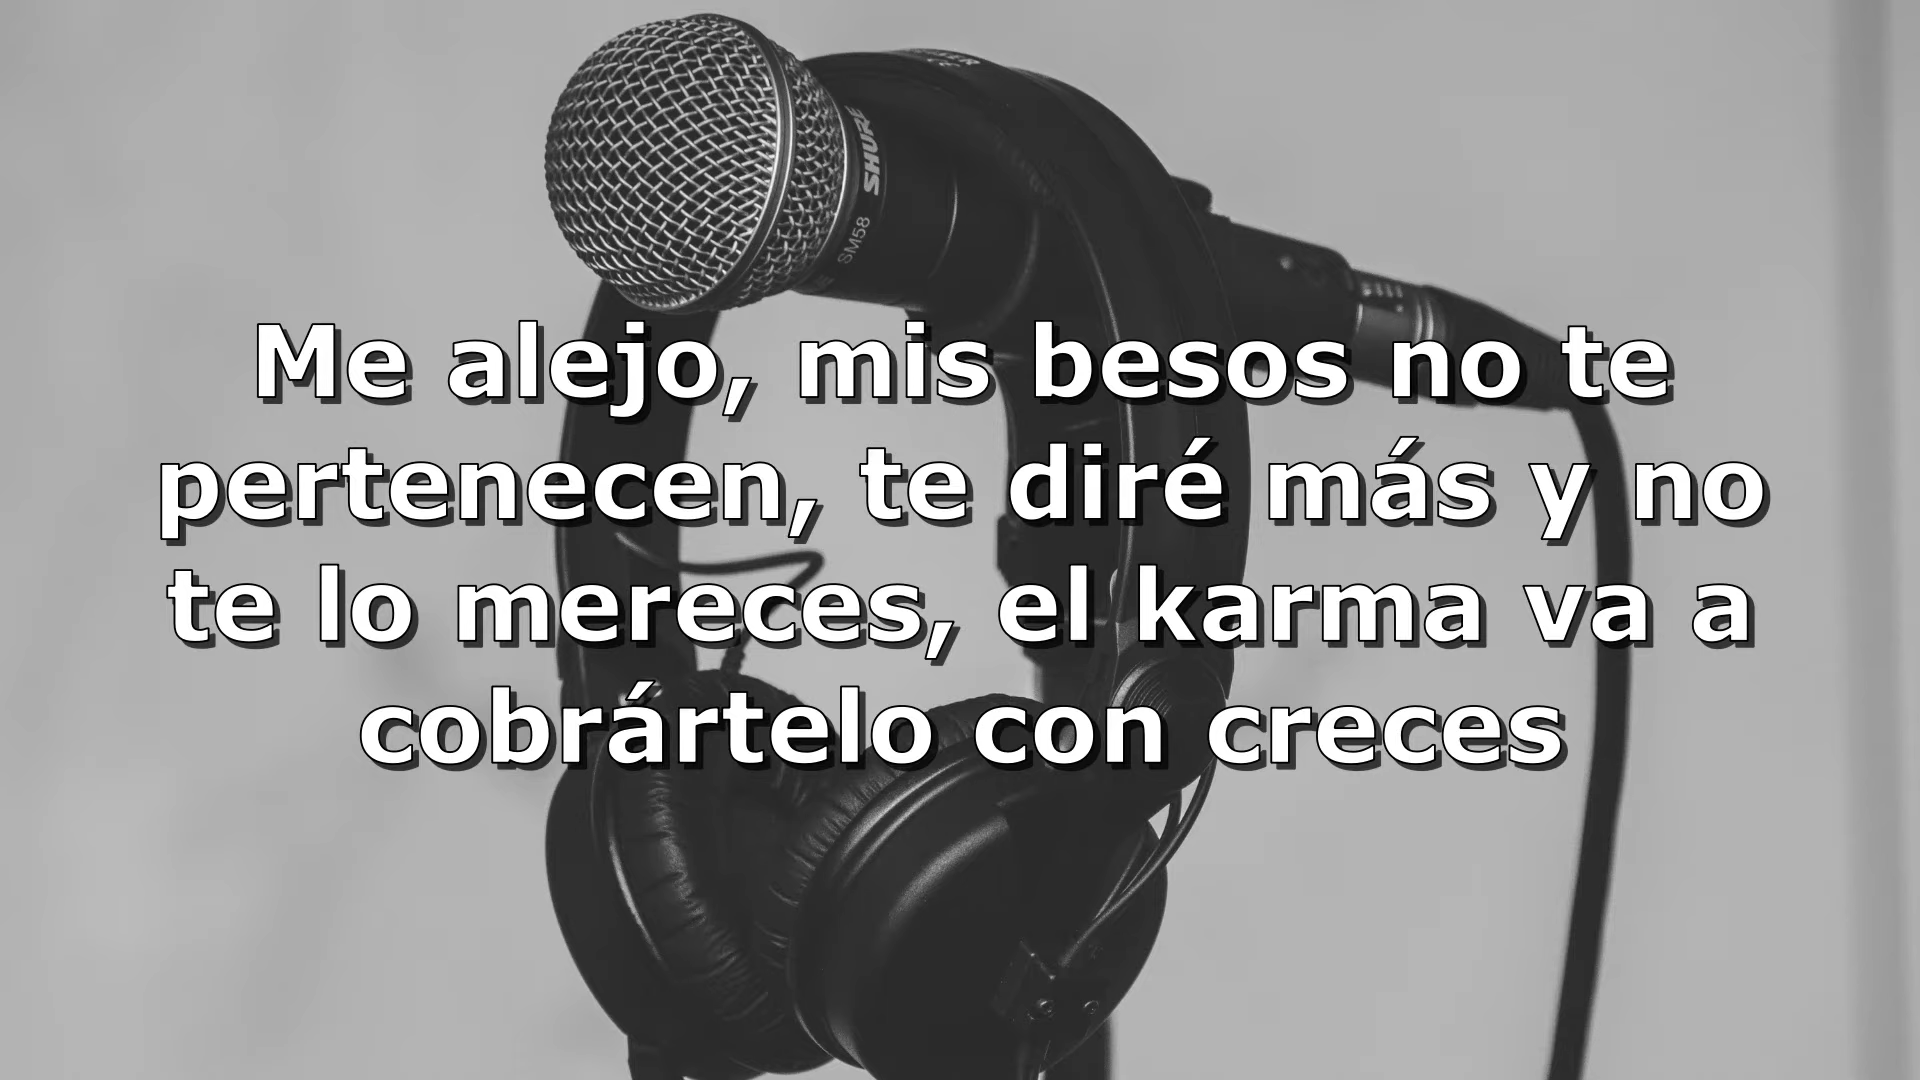 SHURE
SM58
Me alejo, mis besos no te
pertenecen, te diré más y no
te lo mereces, el karma va a
cobrártelo con creces